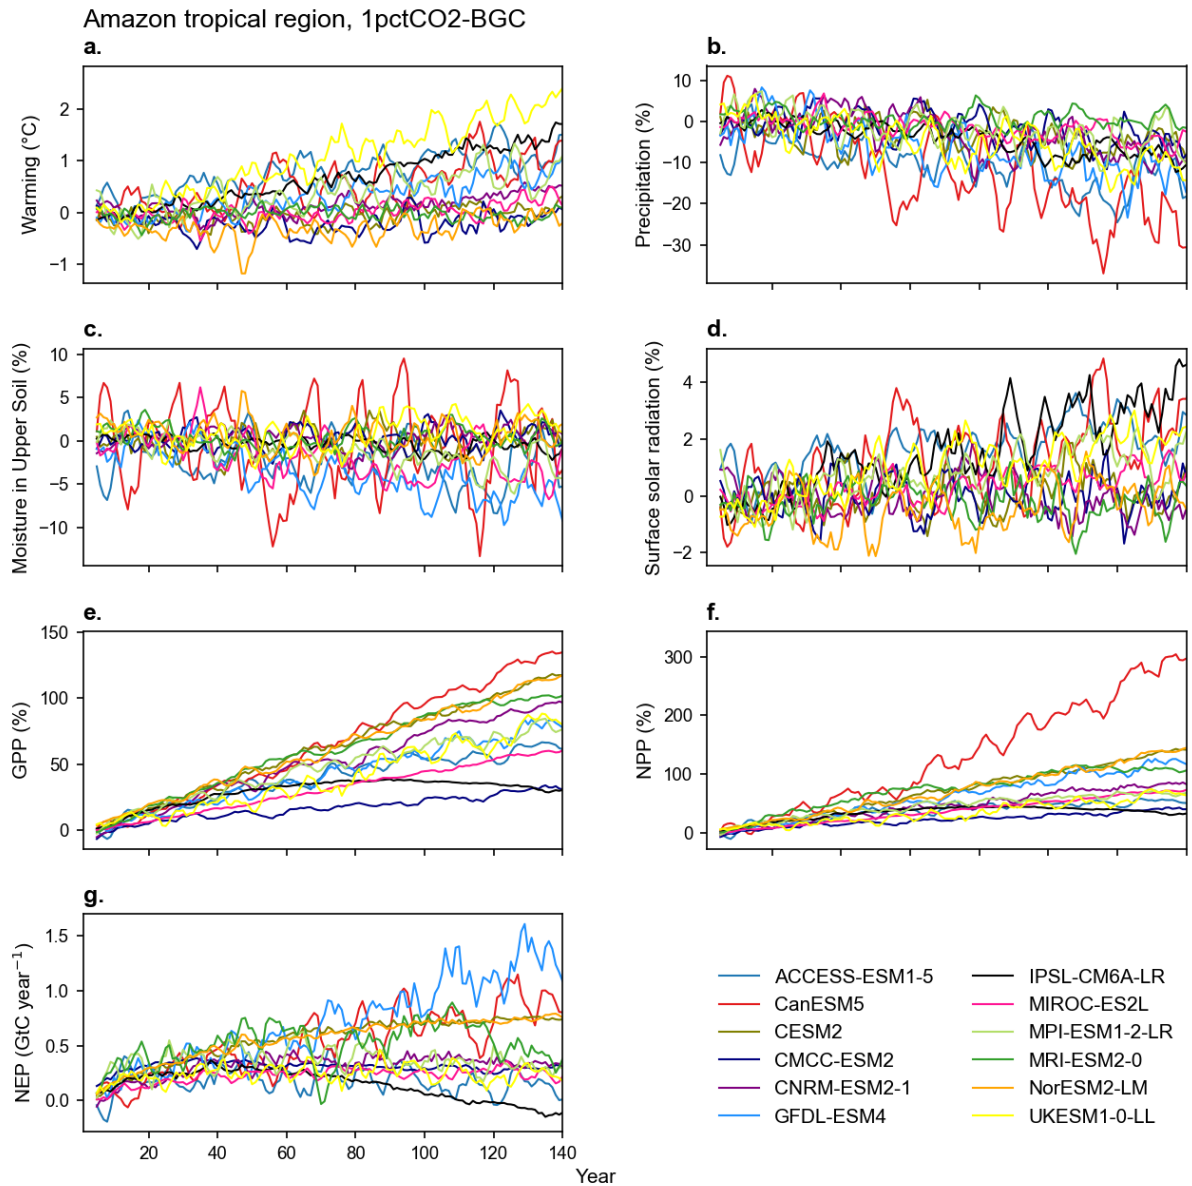 Amazon tropical region, 1pctCO2-BGC
a.
Warming (°C)
2
1
0
−1
b.
Precipitation (%)
10
0
−10
−20
−30
c.
Moisture in Upper Soil (%)
10
5
0
−5
−10
d.
Surface solar radiation (%)
4
2
0
−2
e.
GPP (%)
150
100
50
0
f.
NPP (%)
300
200
100
0
g.
NEP (GtC year−1)
1.5
1.0
0.5
0.0
20 40 60 80 100 120 140
Year
ACCESS-ESM1-5
CanESM5
CESM2
CMCC-ESM2
CNRM-ESM2-1
GFDL-ESM4
IPSL-CM6A-LR
MIROC-ES2L
MPI-ESM1-2-LR
MRI-ESM2-0
NorESM2-LM
UKESM1-0-LL